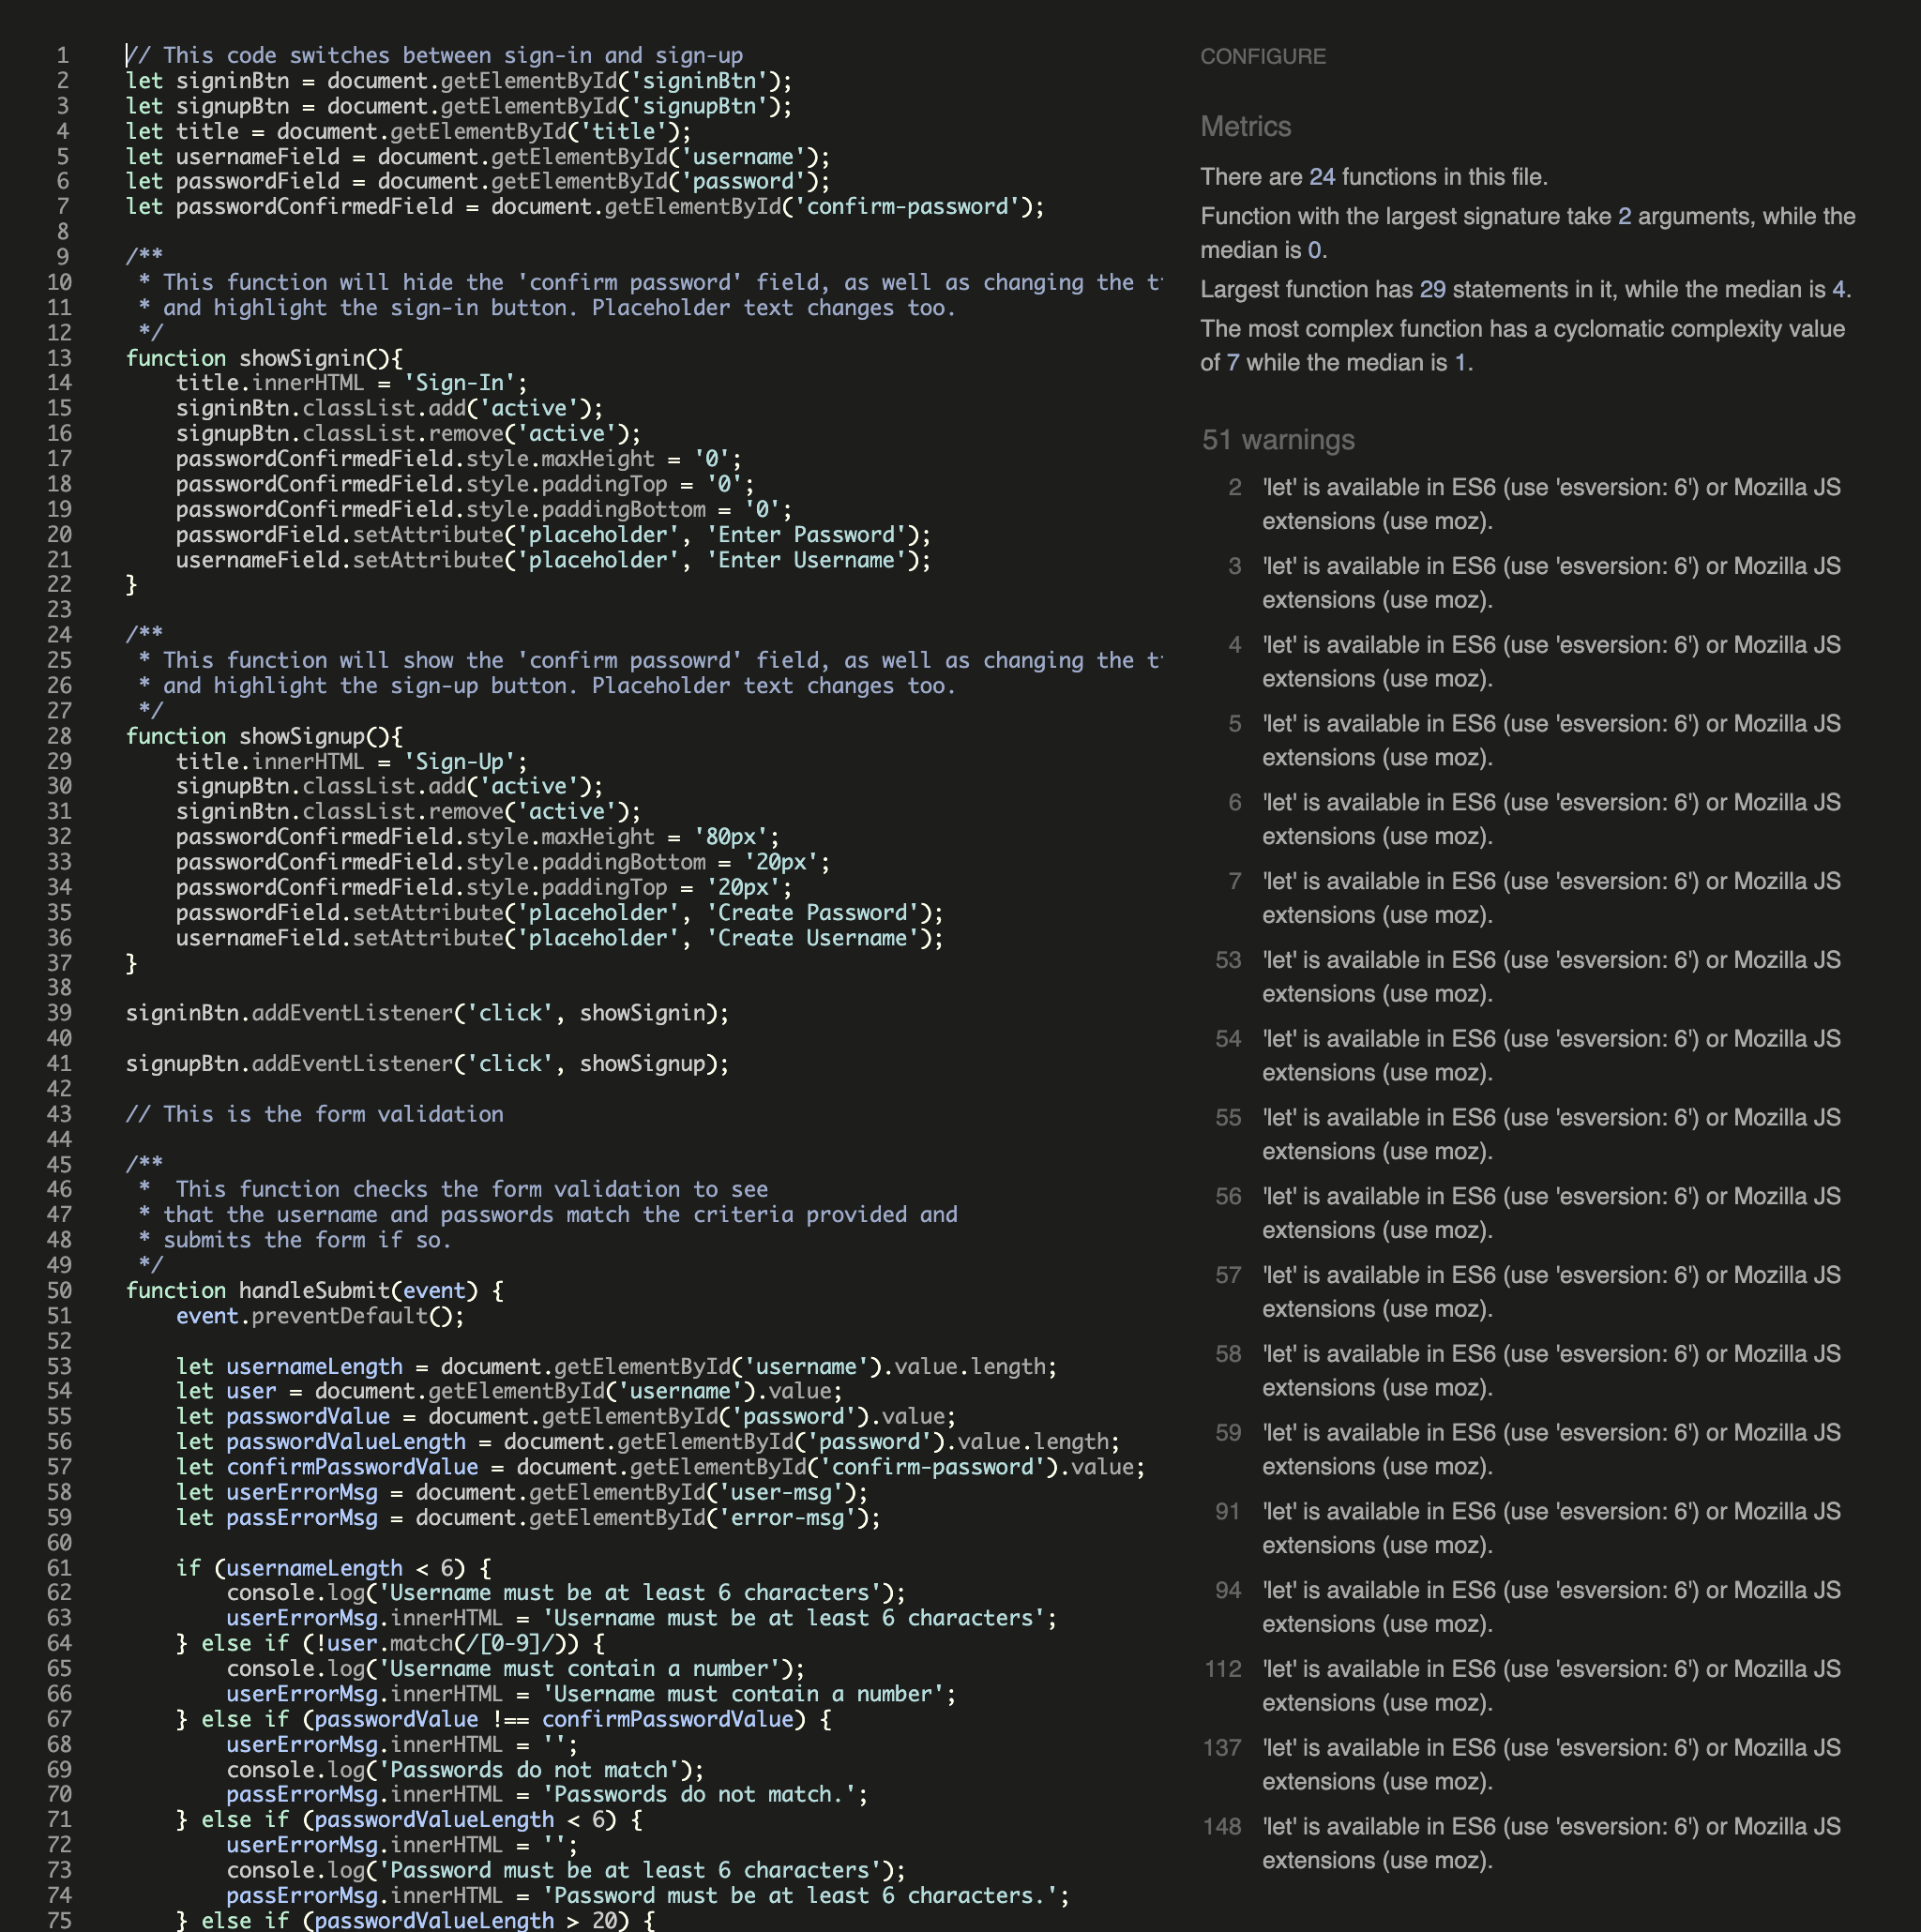 1 // This code switches between sign-in and sign-up
2 let signinBtn = document.getElementById('signinBtn');
3 let signupBtn = document.getElementById('signupBtn');
4 let title = document.getElementById('title');
5 let usernameField = document.getElementById('username');
6 let passwordField = document.getElementById('password');
7 let passwordConfirmedField = document.getElementById('confirm-password');
8
9 /**
10 * This function will hide the 'confirm password' field, as well as changing the
11 * and highlight the sign-in button. Placeholder text changes too.
12 */
13 function showSignin(){
14 title.innerHTML = 'Sign-In';
15 signinBtn.classList.add('active');
16 signupBtn.classList.remove('active');
17 passwordConfirmedField.style.maxHeight = '0';
18 passwordConfirmedField.style.paddingTop = '0';
19 passwordConfirmedField.style.paddingBottom = '0';
20 passwordField.setAttribute('placeholder', 'Enter Password');
21 usernameField.setAttribute('placeholder', 'Enter Username');
22 }
23
24 /**
25 * This function will show the 'confirm passowrd' field, as well as changing the
26 * and highlight the sign-up button. Placeholder text changes too.
27 */
28 function showSignup(){
29 title.innerHTML = 'Sign-Up';
30 signupBtn.classList.add('active');
31 signinBtn.classList.remove('active');
32 passwordConfirmedField.style.maxHeight = '80px';
33 passwordConfirmedField.style.paddingBottom = '20px';
34 passwordConfirmedField.style.paddingTop = '20px';
35 passwordField.setAttribute('placeholder', 'Create Password');
36 usernameField.setAttribute('placeholder', 'Create Username');
37 }
38
39 signinBtn.addEventListener('click', showSignin);
40
41 signupBtn.addEventListener('click', showSignup);
42
43 // This is the form validation
44
45 /**
46 * This function checks the form validation to see
47 * that the username and passwords match the criteria provided and
48 * submits the form if so.
49 */
50 function handleSubmit(event) {
51 event.preventDefault();
52
53 let usernameLength = document.getElementById('username').value.length;
54 let user = document.getElementById('username').value;
55 let passwordValue = document.getElementById('password').value;
56 let passwordValueLength = document.getElementById('password').value.length;
57 let confirmPasswordValue = document.getElementById('confirm-password').value;
58 let userErrorMsg = document.getElementById('user-msg');
59 let passErrorMsg = document.getElementById('error-msg');
60
61 if (usernameLength < 6) {
62 console.log('Username must be at least 6 characters');
63 userErrorMsg.innerHTML = 'Username must be at least 6 characters';
64 } else if (!user.match(/[0-9]/)) {
65 console.log('Username must contain a number');
66 userErrorMsg.innerHTML = 'Username must contain a number';
67 } else if (passwordValue !== confirmPasswordValue) {
68 userErrorMsg.innerHTML = '';
69 console.log('Passwords do not match');
70 passErrorMsg.innerHTML = 'Passwords do not match.';
71 } else if (passwordValueLength < 6) {
72 userErrorMsg.innerHTML = '';
73 console.log('Password must be at least 6 characters');
74 passErrorMsg.innerHTML = 'Password must be at least 6 characters.';
75 } else if (passwordValueLength > 20) {
CONFIGURE
Metrics
There are 24 functions in this file.
Function with the largest signature take 2 arguments, while the
median is 0.
Largest function has 29 statements in it, while the median is 4.
The most complex function has a cyclomatic complexity value
of 7 while the median is 1.
51 warnings
2 'let' is available in ES6 (use 'esversion: 6') or Mozilla JS
extensions (use moz).
3 'let' is available in ES6 (use 'esversion: 6') or Mozilla JS
extensions (use moz).
4 'let' is available in ES6 (use 'esversion: 6') or Mozilla JS
extensions (use moz).
5 'let' is available in ES6 (use 'esversion: 6') or Mozilla JS
extensions (use moz).
6 'let' is available in ES6 (use 'esversion: 6') or Mozilla JS
extensions (use moz).
7 'let' is available in ES6 (use 'esversion: 6') or Mozilla JS
extensions (use moz).
53 'let' is available in ES6 (use 'esversion: 6') or Mozilla JS
extensions (use moz).
54 'let' is available in ES6 (use 'esversion: 6') or Mozilla JS
extensions (use moz).
55 'let' is available in ES6 (use 'esversion: 6') or Mozilla JS
extensions (use moz).
56 'let' is available in ES6 (use 'esversion: 6') or Mozilla JS
extensions (use moz).
57 'let' is available in ES6 (use 'esversion: 6') or Mozilla JS
extensions (use moz).
58 'let' is available in ES6 (use 'esversion: 6') or Mozilla JS
extensions (use moz).
59 'let' is available in ES6 (use 'esversion: 6') or Mozilla JS
extensions (use moz).
91 'let' is available in ES6 (use 'esversion: 6') or Mozilla JS
extensions (use moz).
94 'let' is available in ES6 (use 'esversion: 6') or Mozilla JS
extensions (use moz).
112 'let' is available in ES6 (use 'esversion: 6') or Mozilla JS
extensions (use moz).
137 'let' is available in ES6 (use 'esversion: 6') or Mozilla JS
extensions (use moz).
148 'let' is available in ES6 (use 'esversion: 6') or Mozilla JS
extensions (use moz).